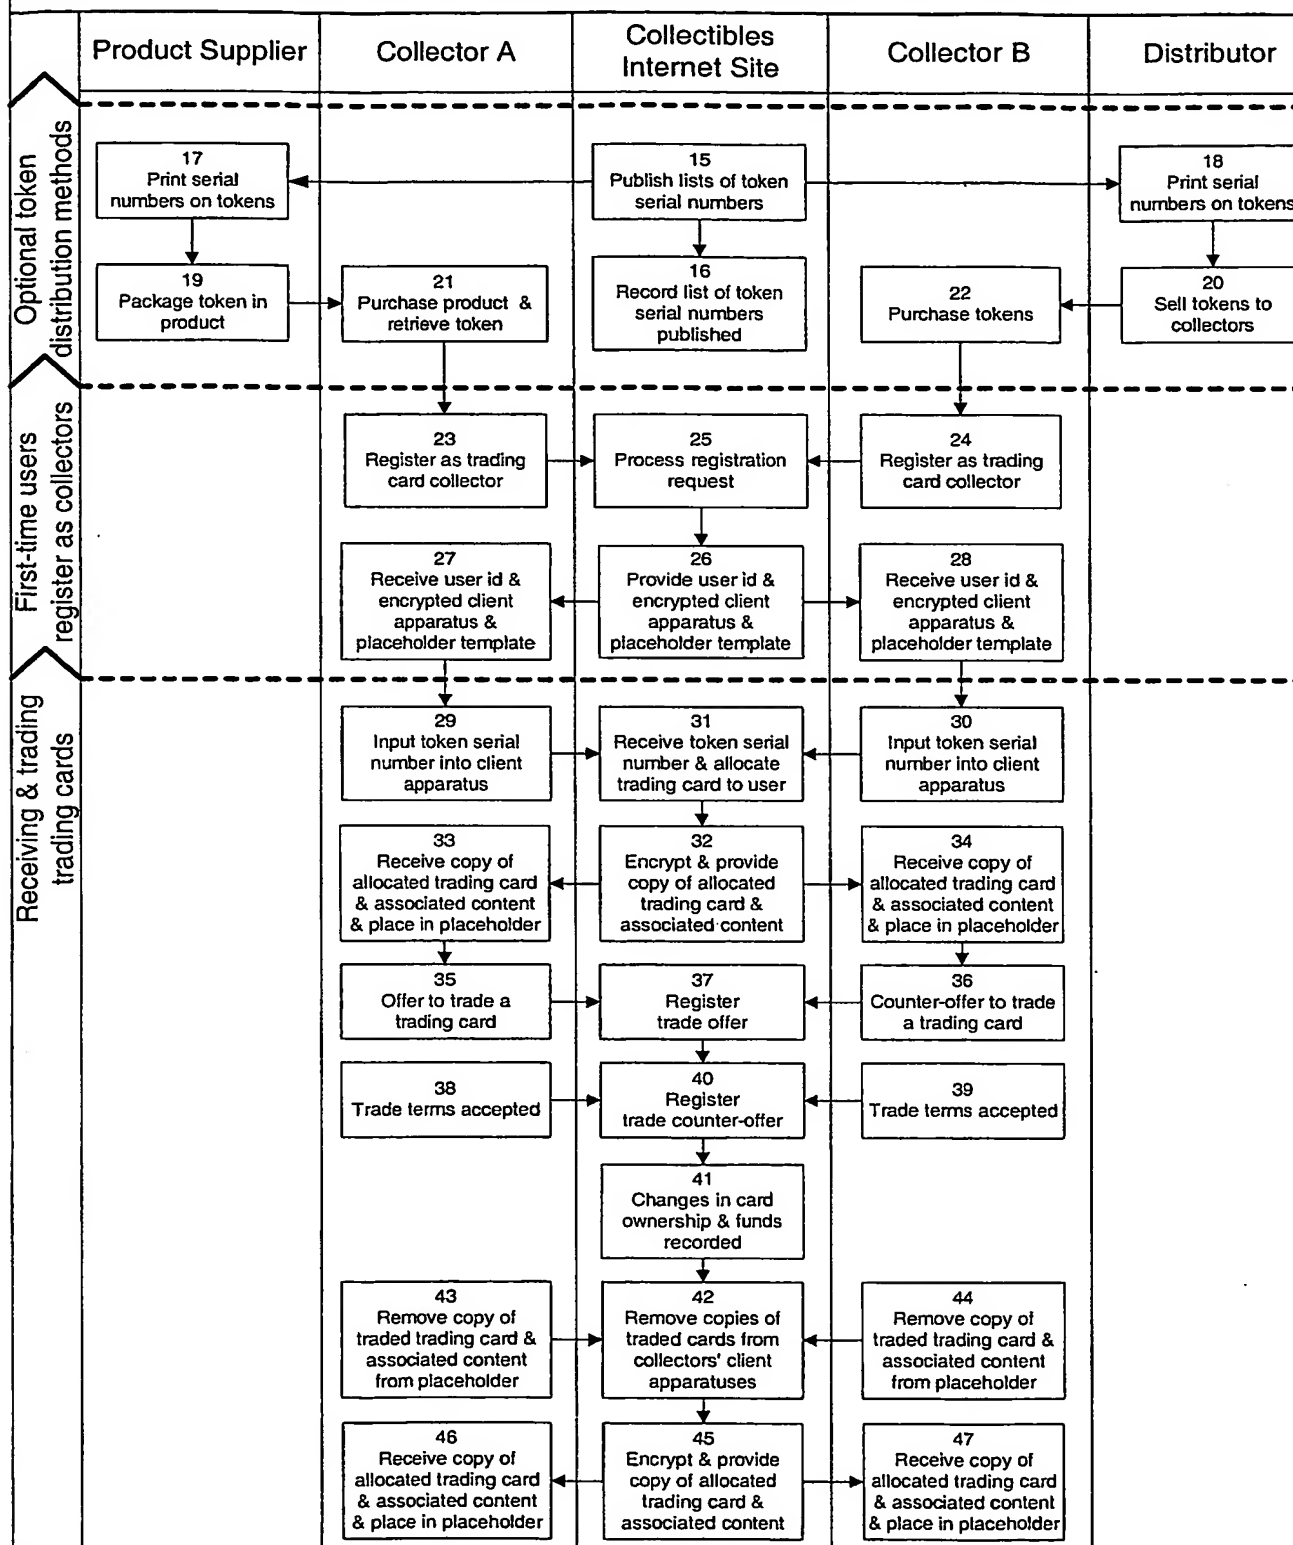 Product Supplier
Collector A
Collectibles
Internet Site
Collector B
Distributor
Optional token
distribution methods
17
Print serial
numbers on tokens
15
Publish lists of token
serial numbers
18
Print serial
numbers on tokens
19
Package token in
product
21
Purchase product &
retrieve token
16
Record list of token
serial numbers
published
22
Purchase tokens
20
Sell tokens to
collectors
First-time users
register as collectors
23
Register as trading
card collector
25
Process registration
request
24
Register as trading
card collector
27
Receive user id &
encrypted client
apparatus &
placeholder template
26
Provide user id &
encrypted client
apparatus &
placeholder template
28
Receive user id &
encrypted client
apparatus &
placeholder template
Receiving & trading
trading cards
29
Input token serial
number into client
apparatus
31
Receive token serial
number & allocate
trading card to user
30
Input token serial
number into client
apparatus
33
Receive copy of
allocated trading card
& associated content
& place in placeholder
32
Encrypt & provide
copy of allocated
trading card &
associated content
34
Receive copy of
allocated trading card
& associated content
& place in placeholder
35
Offer to trade a
trading card
37
Register
trade offer
36
Counter-offer to trade
a trading card
38
Trade terms accepted
40
Register
trade counter-offer
39
Trade terms accepted
41
Changes in card
ownership & funds
recorded
43
Remove copy of
traded trading card &
associated content
from placeholder
42
Remove copies of
traded cards from
collectors' client
apparatuses
44
Remove copy of
traded trading card &
associated content
from placeholder
46
Receive copy of
allocated trading card
& associated content
& place in placeholder
45
Encrypt & provide
copy of allocated
trading card &
associated content
47
Receive copy of
allocated trading card
& associated content
& place in placeholder